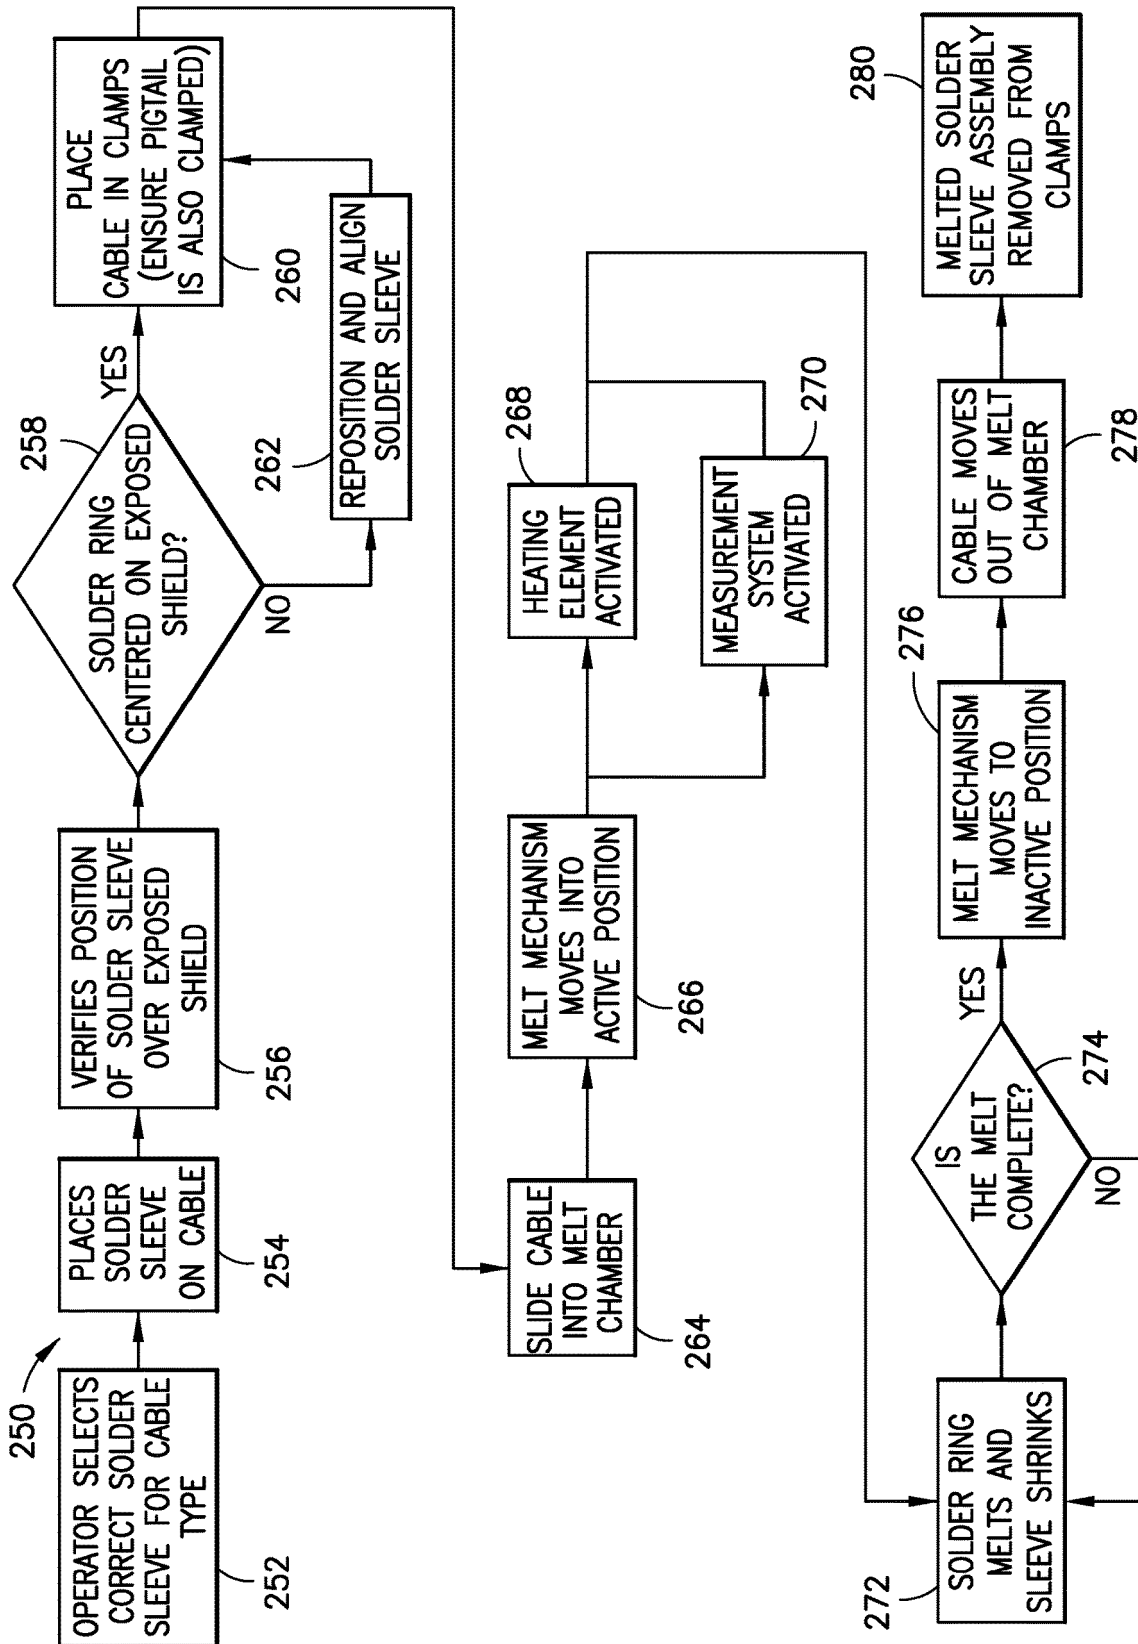 250
OPERATOR SELECTS
CORRECT SOLDER
SLEEVE FOR CABLE
TYPE
252
PLACES
SOLDER
SLEEVE
ON CABLE
254
VERIFIES POSITION
OF SOLDER SLEEVE
OVER EXPOSED
SHIELD
256
SOLDER RING
CENTERED ON EXPOSED
SHIELD?
258
YES
NO
PLACE
CABLE IN CLAMPS
(ENSURE PIGTAIL
IS ALSO CLAMPED)
260
262
REPOSITION AND ALIGN
SOLDER SLEEVE
SLIDE CABLE
INTO MELT
CHAMBER
264
MELT MECHANISM
MOVES INTO
ACTIVE POSITION
266
HEATING
ELEMENT
ACTIVATED
268
MEASUREMENT
SYSTEM
ACTIVATED
270
SOLDER RING
MELTS AND
SLEEVE SHRINKS
272
IS
THE MELT
COMPLETE?
274
YES
NO
MELT MECHANISM
MOVES TO
INACTIVE POSITION
276
CABLE MOVES
OUT OF MELT
CHAMBER
278
MELTED SOLDER
SLEEVE ASSEMBLY
REMOVED FROM
CLAMPS
280